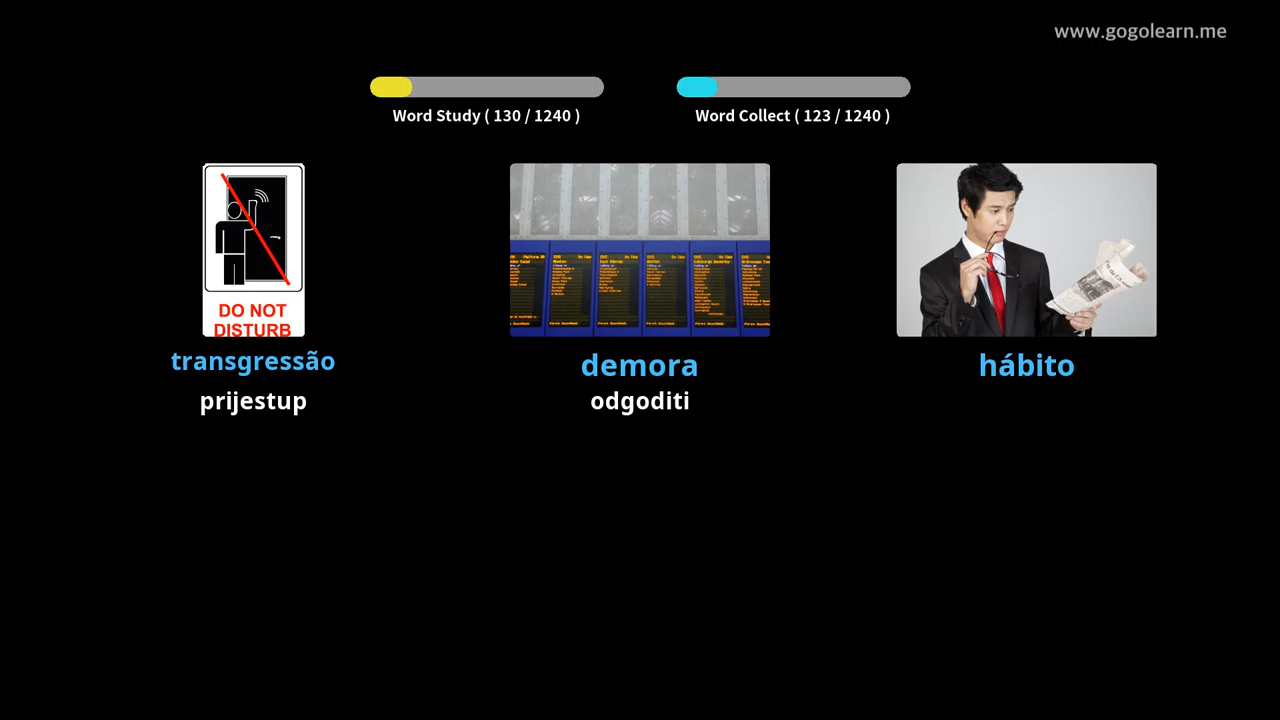 www.gogolearn.me
Word Study ( 130 / 1240 )
Word Collect ( 123 / 1240 )
DO NOT
DISTURB
transgressão
demora
hábito
prijestup
odgoditi